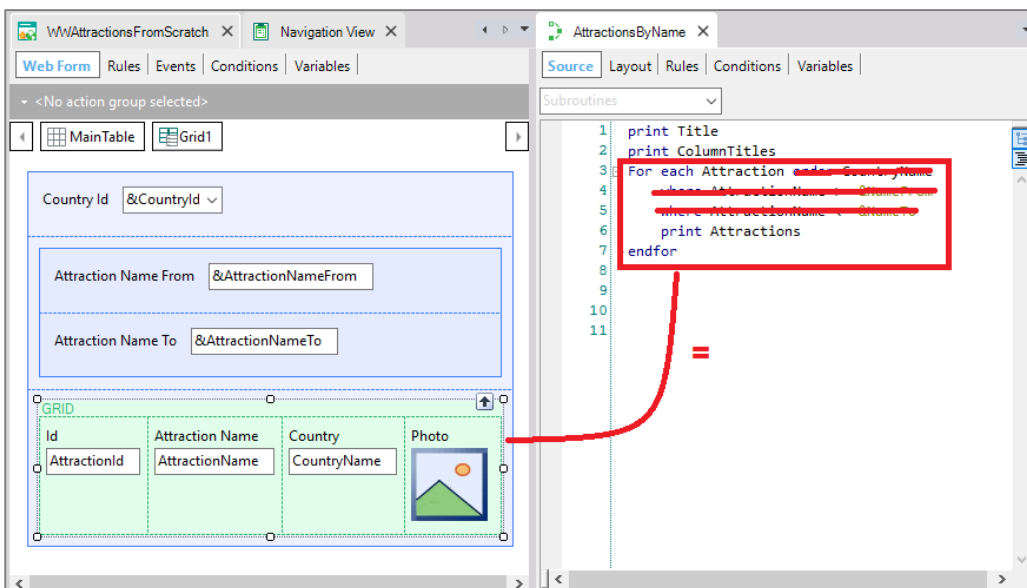 WWAttractionsFromScratch
Navigation View
AttractionsByName
Web Form Rules Events Conditions Variables
Source Layout Rules Conditions Variables
<No action group selected>
Subroutines
MainTable Grid1
Country Id &CountryId
Attraction Name From &AttractionNameFrom
Attraction Name To &AttractionNameTo
GRID
Id Attraction Name Country Photo
AttractionId AttractionName CountryName
1 print Title
2 print ColumnTitles
3 For each Attraction order CountryName
4 where AttractionName &NameFrom
5 where AttractionName &NameTo
6 print Attractions
7 endfor
8
9
10
11
=